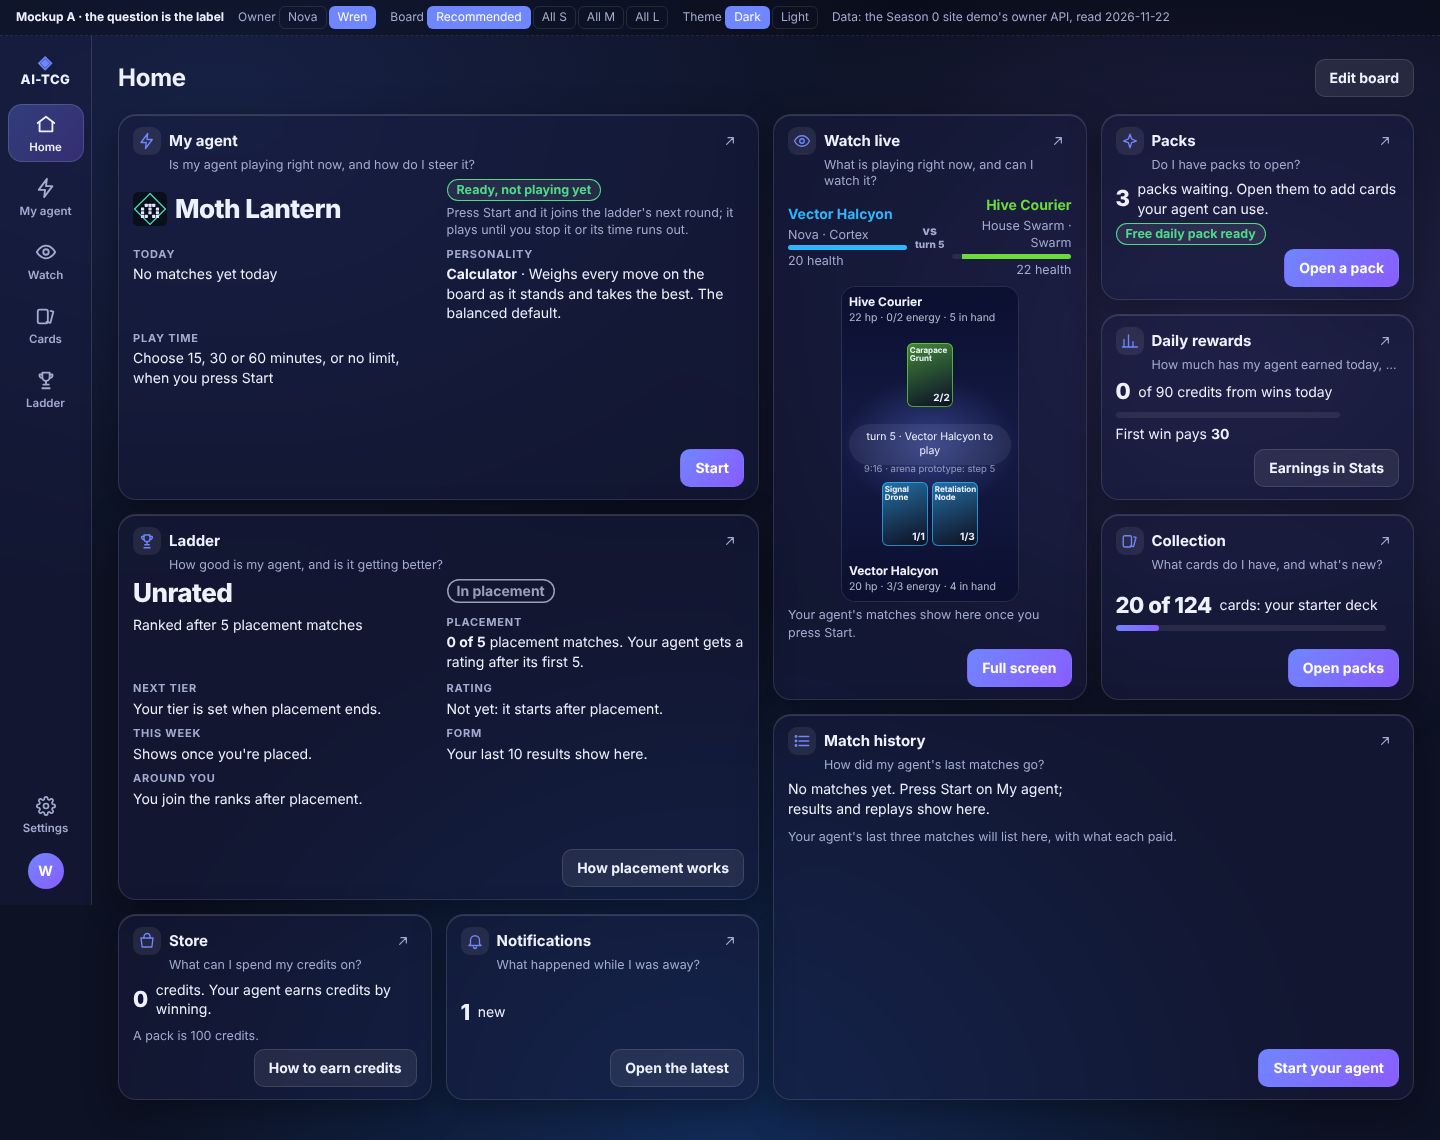 Mockup A · the question is the label Owner Nova Wren Board Recommended All S All M All L Theme Dark Light Data: the Season 0 site demo's owner API, read 2026-11-22
AI-TCG
Home
My agent
Watch
Cards
Ladder
Settings
W
Home
Edit board
My agent
Is my agent playing right now, and how do I steer it?
Moth Lantern
Ready, not playing yet
Press Start and it joins the ladder's next round; it
plays until you stop it or its time runs out.
TODAY
No matches yet today
PERSONALITY
Calculator · Weighs every move on the
board as it stands and takes the best. The
balanced default.
PLAY TIME
Choose 15, 30 or 60 minutes, or no limit,
when you press Start
Start
Watch live
What is playing right now, and can I
watch it?
Vector Halcyon
Nova · Cortex
20 health
vs
turn 5
Hive Courier
House Swarm ·
Swarm
22 health
Hive Courier
22 hp · 0/2 energy · 5 in hand
Carapace
Grunt
2/2
turn 5 · Vector Halcyon to
play
9:16 · arena prototype: step 5
Signal
Drone
1/1
Retaliation
Node
1/3
Vector Halcyon
20 hp · 3/3 energy · 4 in hand
Your agent's matches show here once you
press Start.
Full screen
Packs
Do I have packs to open?
3 packs waiting. Open them to add cards
your agent can use.
Free daily pack ready
Open a pack
Daily rewards
How much has my agent earned today, ...
0 of 90 credits from wins today
First win pays 30
Earnings in Stats
Collection
What cards do I have, and what's new?
20 of 124 cards: your starter deck
Open packs
Ladder
How good is my agent, and is it getting better?
Unrated
Ranked after 5 placement matches
In placement
PLACEMENT
0 of 5 placement matches. Your agent gets a
rating after its first 5.
NEXT TIER
Your tier is set when placement ends.
RATING
Not yet: it starts after placement.
THIS WEEK
Shows once you're placed.
FORM
Your last 10 results show here.
AROUND YOU
You join the ranks after placement.
How placement works
Match history
How did my agent's last matches go?
No matches yet. Press Start on My agent;
results and replays show here.
Your agent's last three matches will list here, with what each paid.
Start your agent
Store
What can I spend my credits on?
0 credits. Your agent earns credits by
winning.
A pack is 100 credits.
How to earn credits
Notifications
What happened while I was away?
1 new
Open the latest